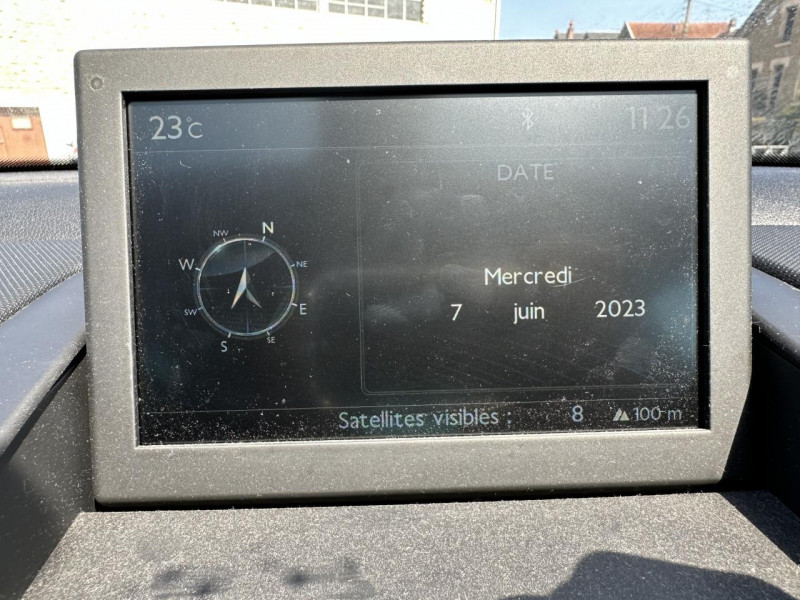 23°C 11 26
DATE
N
NW
NE
W
E
SW
SE
S
Mercredi
7 juin 2023
Satellites visibles : 8 100 m